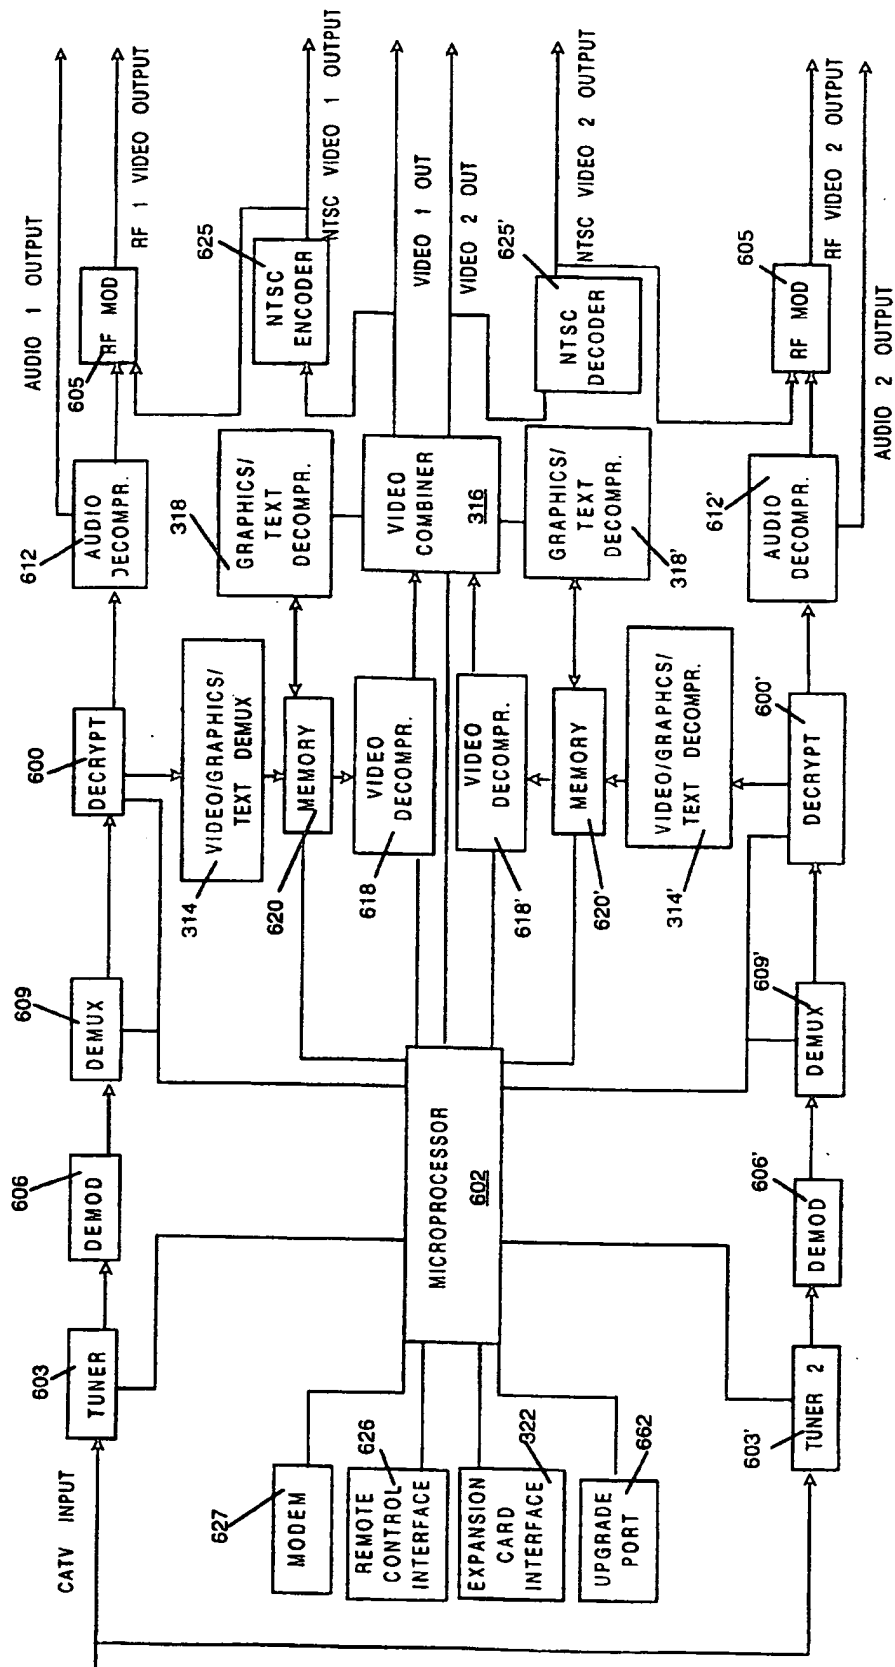 CATV INPUT
603
TUNER
606
DEMOD
609
DEMUX
600
DECRYPT
612
AUDIO
DECOMPR.
605
RF MOD
AUDIO 1 OUTPUT
RF 1 VIDEO OUTPUT
314
VIDEO/GRAPHICS/
TEXT DEMUX
318
GRAPHICS/
TEXT
DECOMPR.
625
NTSC
ENCODER
NTSC VIDEO 1 OUTPUT
627
MODEM
620
MEMORY
626
REMOTE
CONTROL
INTERFACE
618
VIDEO
DECOMPR.
MICROPROCESSOR
602
VIDEO
COMBINER
316
VIDEO 1 OUT
VIDEO 2 OUT
322
EXPANSION
CARD
INTERFACE
618'
VIDEO
DECOMPR.
625'
NTSC
DECODER
NTSC VIDEO 2 OUTPUT
662
UPGRADE
PORT
620'
MEMORY
318'
GRAPHICS/
TEXT
DECOMPR.
314'
VIDEO/GRAPHICS/
TEXT DECOMPR.
603'
TUNER 2
606'
DEMOD
609'
DEMUX
600'
DECRYPT
612'
AUDIO
DECOMPR.
605
RF MOD
RF VIDEO 2 OUTPUT
AUDIO 2 OUTPUT